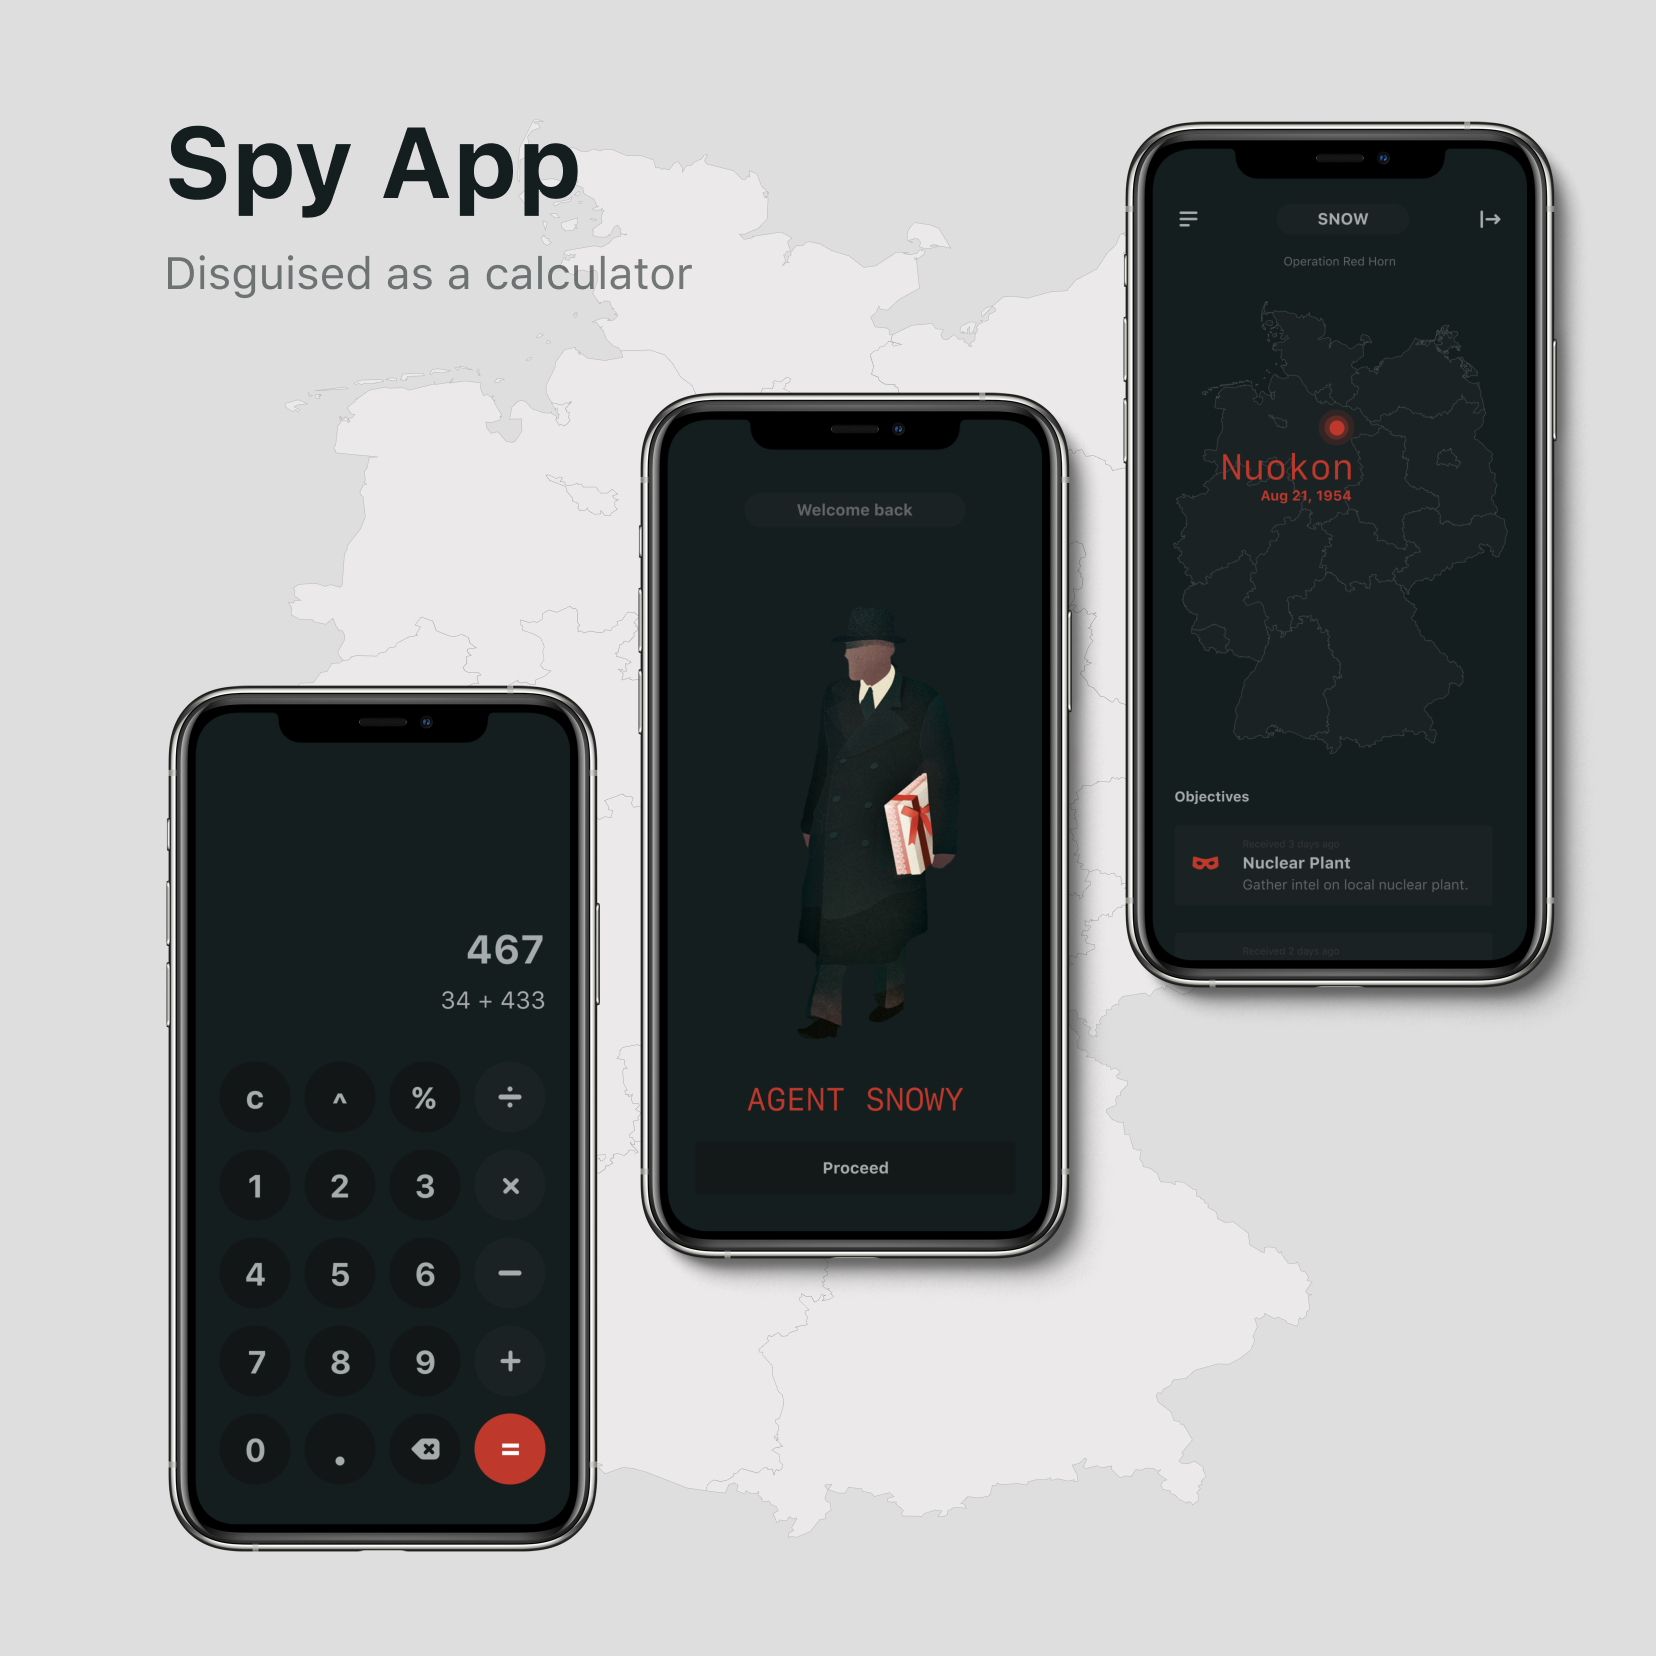 Spy App
Disguised as a calculator
467
34 + 433
c ^ % ÷
1 2 3 ×
4 5 6 −
7 8 9 +
0 . =
Welcome back
AGENT SNOWY
Proceed
SNOW
Operation Red Horn
Nuokon
Aug 21, 1954
Objectives
Received 3 days ago
Nuclear Plant
Gather intel on local nuclear plant.
Received 2 days ago